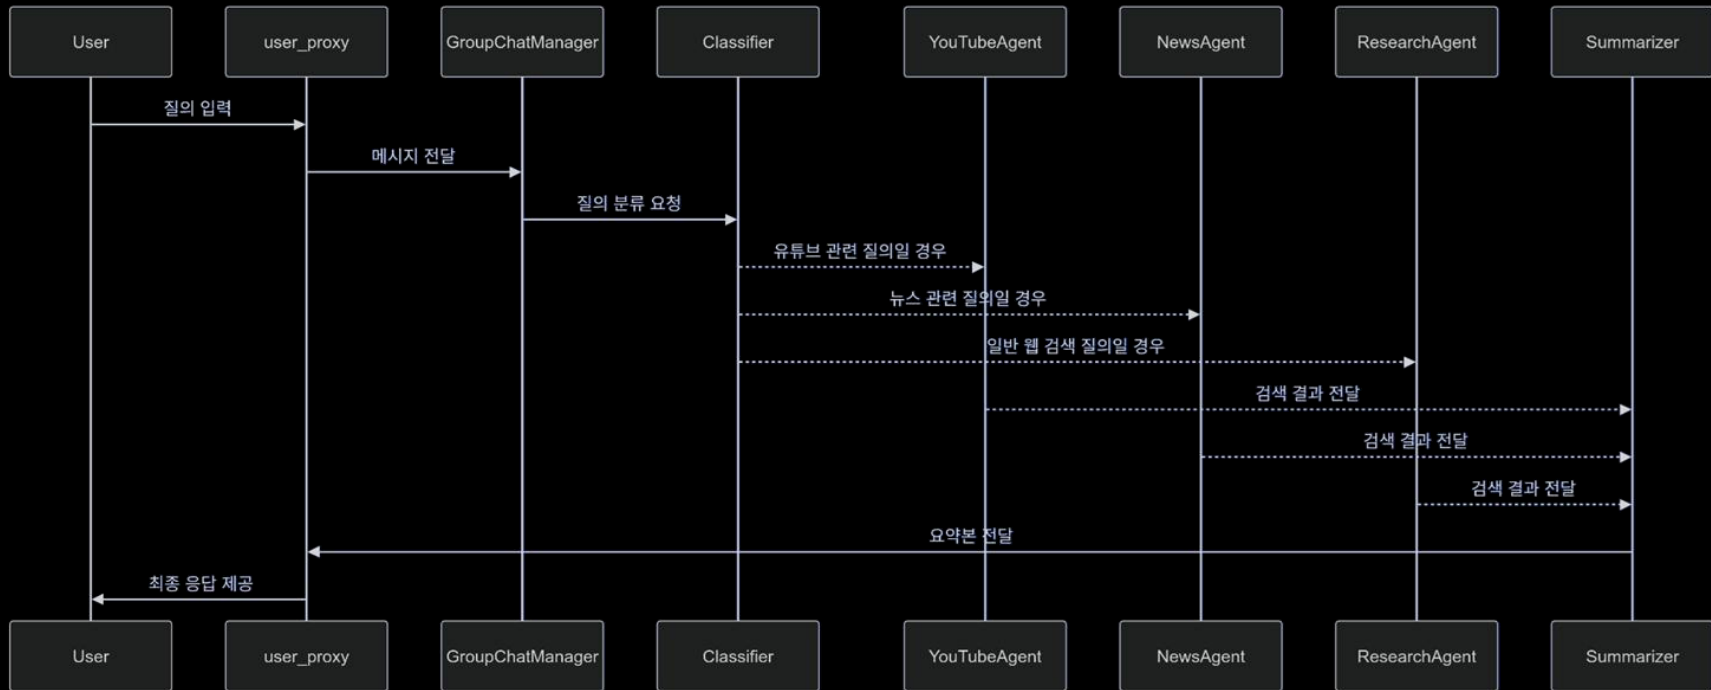 User
user_proxy
GroupChatManager
Classifier
YouTubeAgent
NewsAgent
ResearchAgent
Summarizer
질의 입력
메시지 전달
질의 분류 요청
유튜브 관련 질의일 경우
뉴스 관련 질의일 경우
일반 웹 검색 질의일 경우
검색 결과 전달
검색 결과 전달
검색 결과 전달
요약본 전달
최종 응답 제공
User
user_proxy
GroupChatManager
Classifier
YouTubeAgent
NewsAgent
ResearchAgent
Summarizer